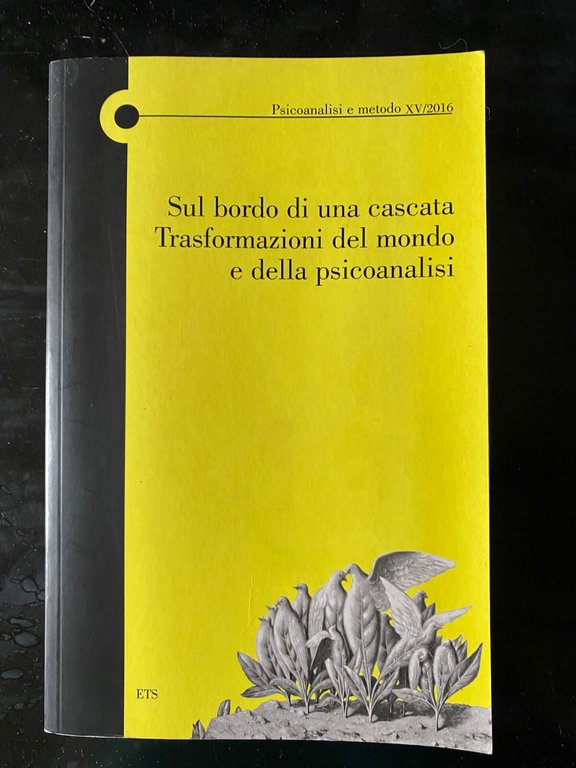 Psicoanalisi e metodo XV/2016
Sul bordo di una cascata
Trasformazioni del mondo
e della psicoanalisi
ETS